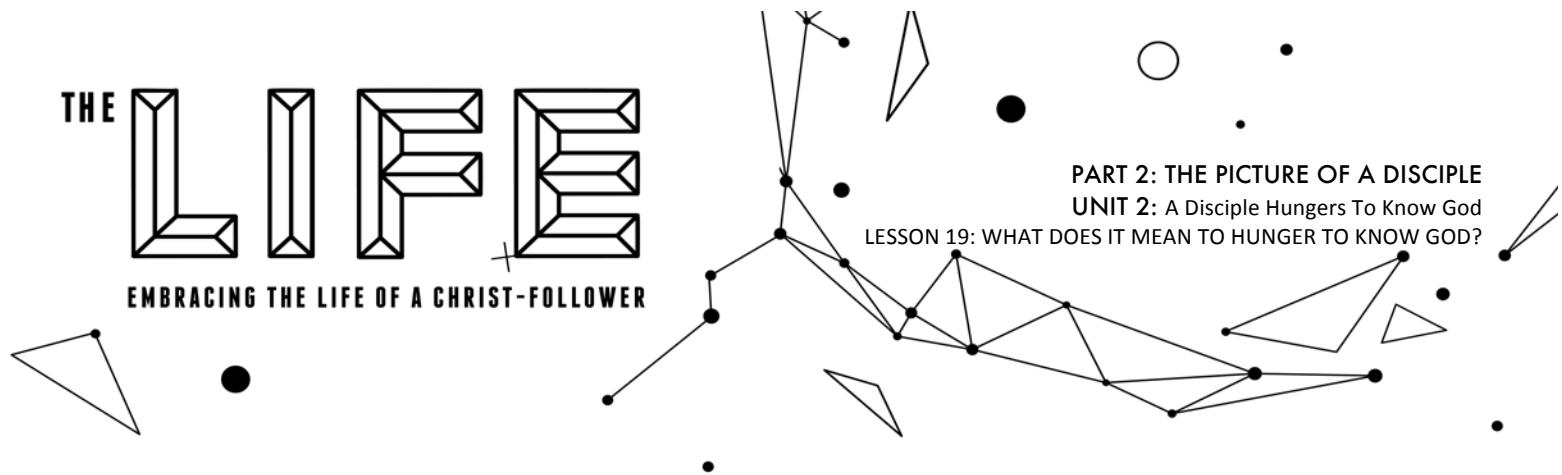 THE LIFE
EMBRACING THE LIFE OF A CHRIST-FOLLOWER
PART 2: THE PICTURE OF A DISCIPLE
UNIT 2: A Disciple Hungers To Know God
LESSON 19: WHAT DOES IT MEAN TO HUNGER TO KNOW GOD?